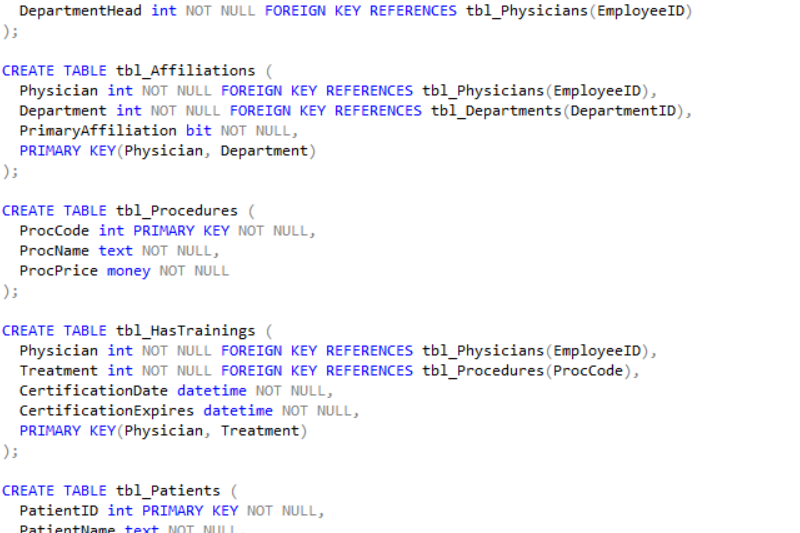 DepartmentHead int NOT NULL FOREIGN KEY REFERENCES tbl_Physicians(EmployeeID)
);
CREATE TABLE tbl_Affiliations (
Physician int NOT NULL FOREIGN KEY REFERENCES tbl_Physicians(EmployeeID),
Department int NOT NULL FOREIGN KEY REFERENCES tbl_Departments(DepartmentID),
PrimaryAffiliation bit NOT NULL,
PRIMARY KEY(Physician, Department)
);
CREATE TABLE tbl_Procedures (
ProcCode int PRIMARY KEY NOT NULL,
ProcName text NOT NULL,
ProcPrice money NOT NULL
);
CREATE TABLE tbl_HasTrainings (
Physician int NOT NULL FOREIGN KEY REFERENCES tbl_Physicians(EmployeeID),
Treatment int NOT NULL FOREIGN KEY REFERENCES tbl_Procedures(ProcCode),
CertificationDate datetime NOT NULL,
CertificationExpires datetime NOT NULL,
PRIMARY KEY(Physician, Treatment)
);
CREATE TABLE tbl_Patients (
PatientID int PRIMARY KEY NOT NULL,
PatientName text NOT NULL